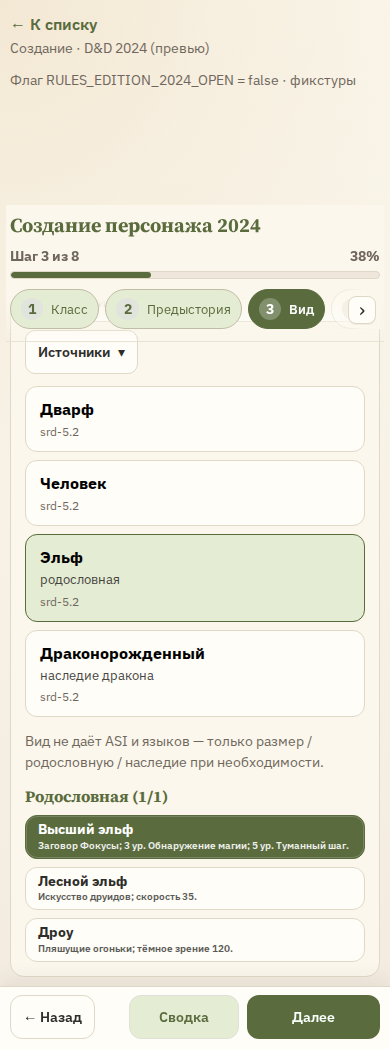 ← К списку
Создание · D&D 2024 (превью)
Флаг RULES_EDITION_2024_OPEN = false · фикстуры
Создание персонажа 2024
Шаг 3 из 8
38%
1 Класс
2 Предыстория
3 Вид
›
Источники ▾
Дварф
srd-5.2
Человек
srd-5.2
Эльф
родословная
srd-5.2
Драконорожденный
наследие дракона
srd-5.2
Вид не даёт ASI и языков — только размер /
родословную / наследие при необходимости.
Родословная (1/1)
Высший эльф
Заговор Фокусы; 3 ур. Обнаружение магии; 5 ур. Туманный шаг.
Лесной эльф
Искусство друидов; скорость 35.
Дроу
Пляшущие огоньки; тёмное зрение 120.
← Назад
Сводка
Далее